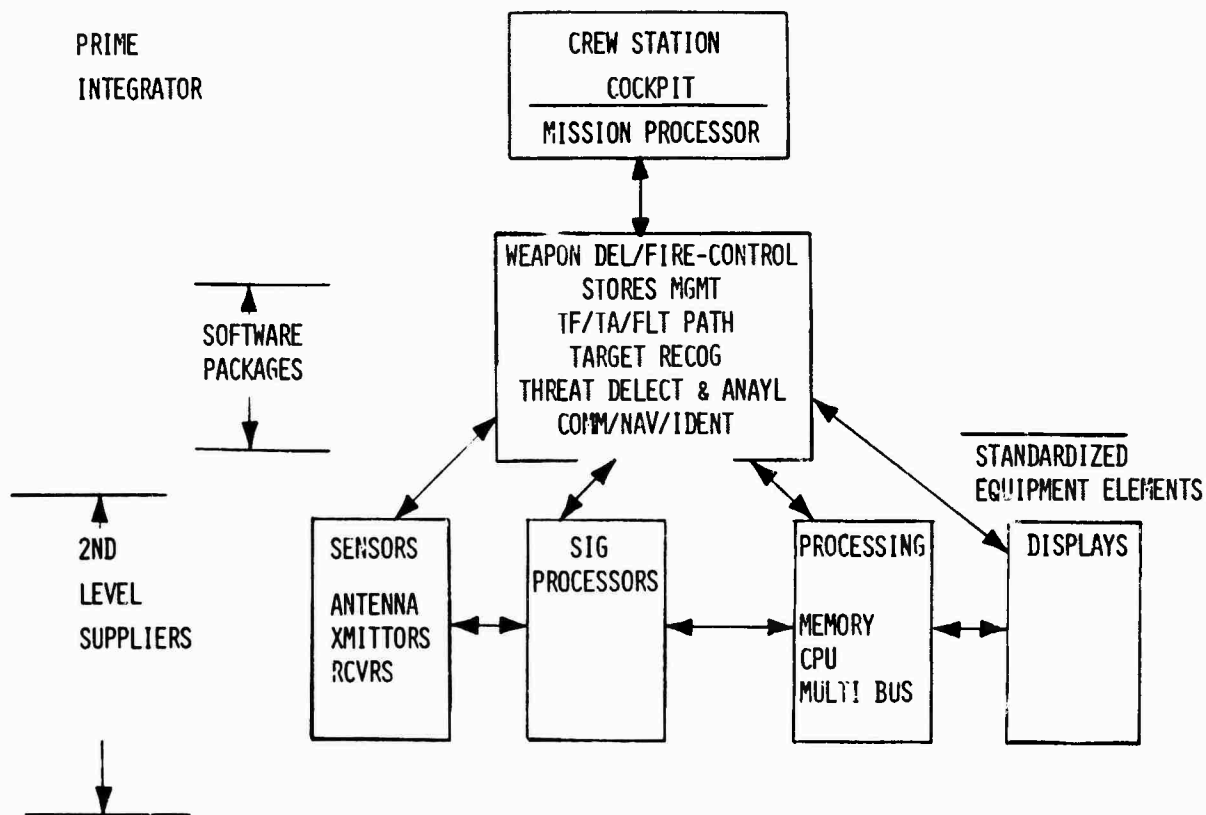 PRIME
INTEGRATOR
CREW STATION
COCKPIT
MISSION PROCESSOR
WEAPON DEL/FIRE-CONTROL
STORES MGMT
TF/TA/FLT PATH
TARGET RECOG
THREAT DELECT & ANAYL
COMM/NAV/IDENT
SOFTWARE
PACKAGES
STANDARDIZED
EQUIPMENT ELEMENTS
2ND
LEVEL
SUPPLIERS
SENSORS
ANTENNA
XMITTORS
RCVRS
SIG
PROCESSORS
PROCESSING
MEMORY
CPU
MULTI BUS
DISPLAYS